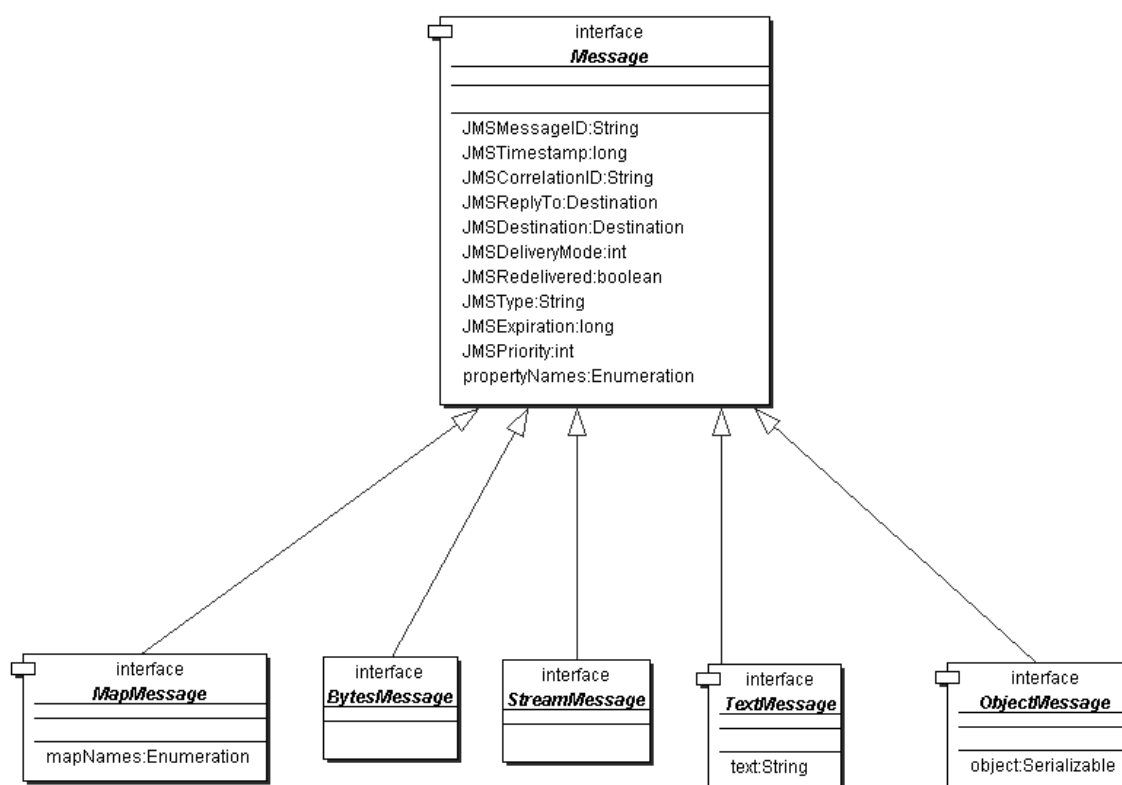 interface
Message
JMSMessageID:String
JMSTimestamp:long
JMSCorrelationID:String
JMSReplyTo:Destination
JMSDestination:Destination
JMSDeliveryMode:int
JMSRedelivered:boolean
JMSType:String
JMSExpiration:long
JMSPriority:int
propertyNames:Enumeration
interface
MapMessage
mapNames:Enumeration
interface
BytesMessage
interface
StreamMessage
interface
TextMessage
text:String
interface
ObjectMessage
object:Serializable